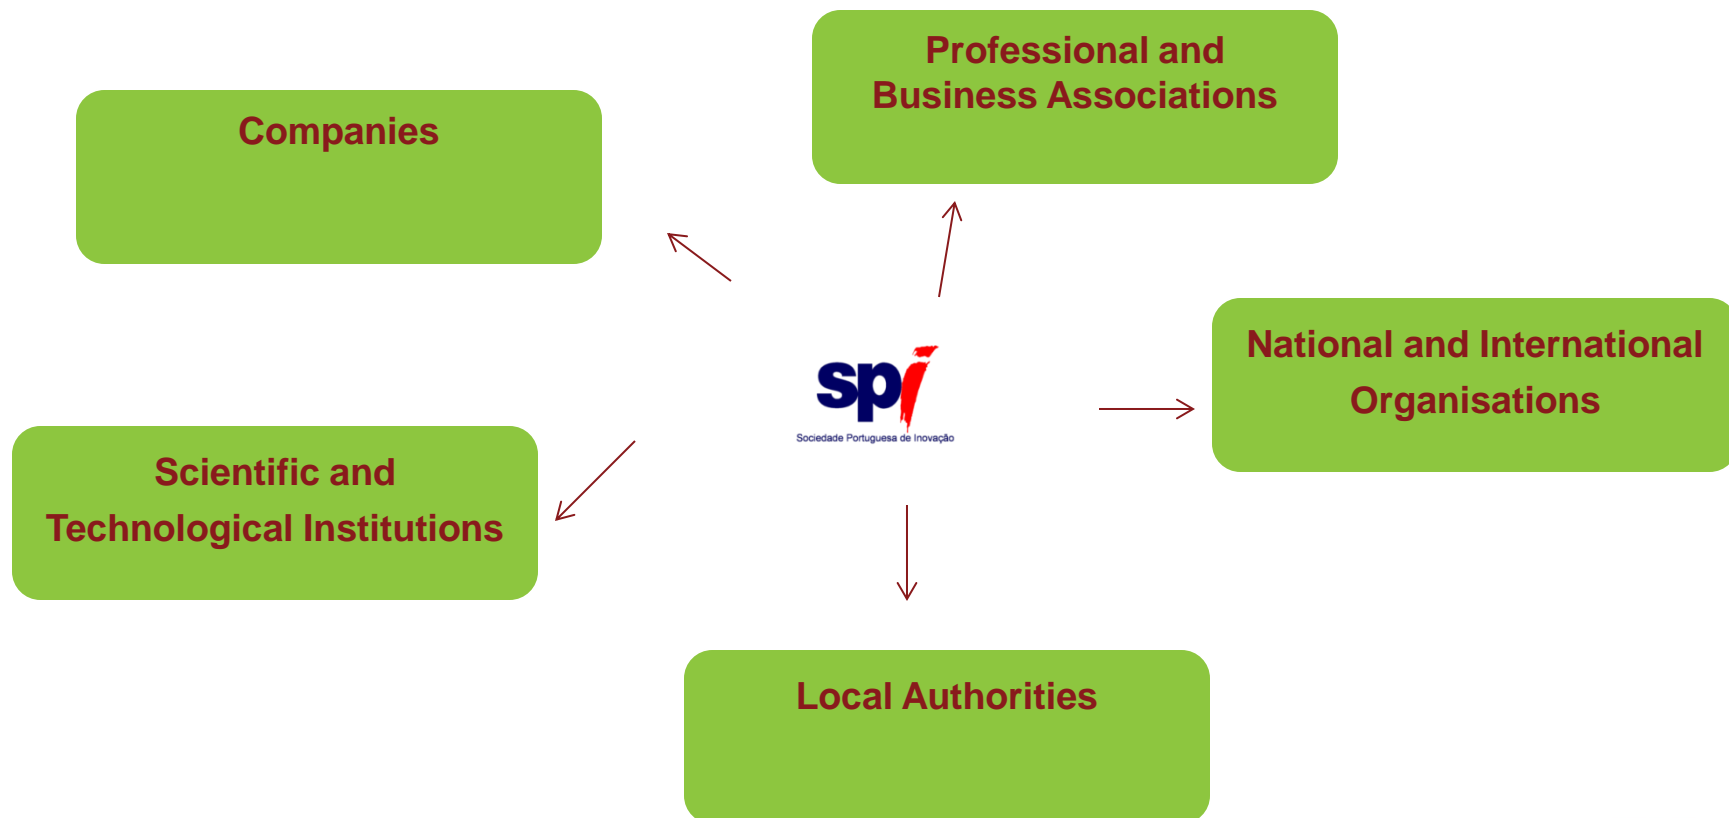 Professional and
Business Associations
Companies
National and International
Organisations
spi
Sociedade Portuguesa de Inovação
Scientific and
Technological Institutions
Local Authorities